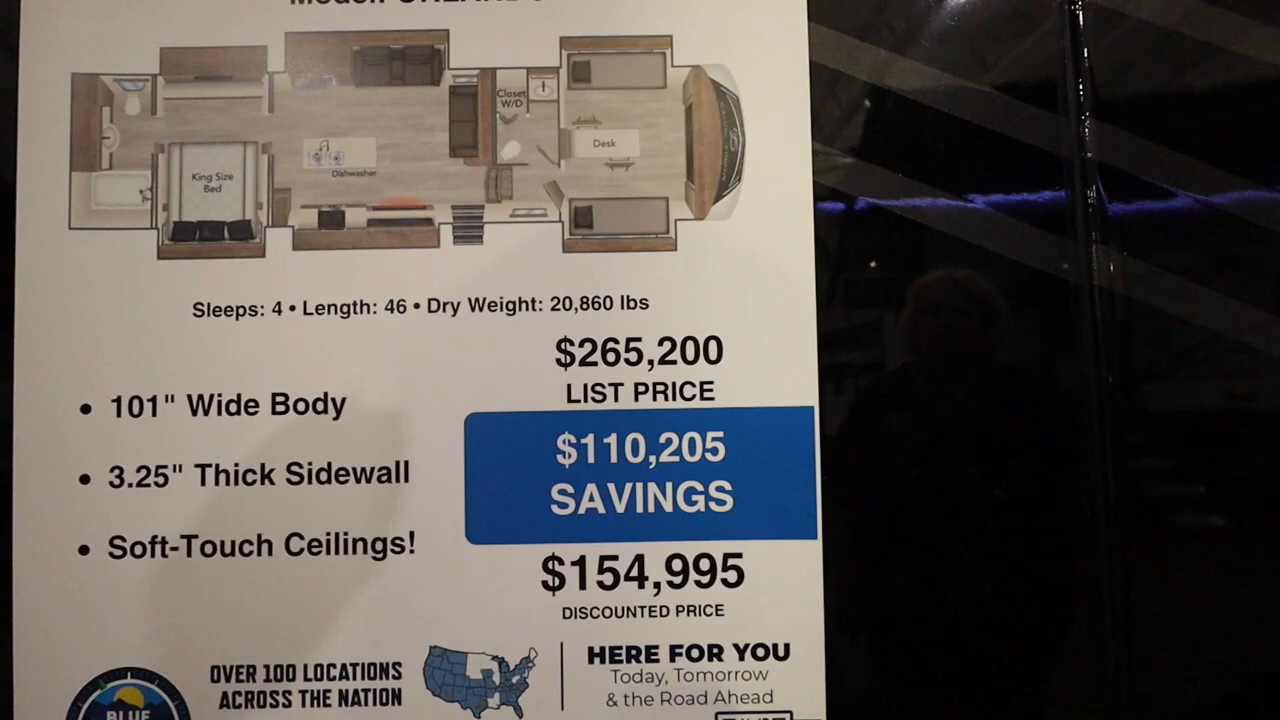 Closet
W/D
Desk
King Size
Bed
Dishwasher
Sleeps: 4 • Length: 46 • Dry Weight: 20,860 lbs
$265,200
LIST PRICE
• 101" Wide Body
$110,205
SAVINGS
• 3.25" Thick Sidewall
• Soft-Touch Ceilings!
$154,995
DISCOUNTED PRICE
OVER 100 LOCATIONS
ACROSS THE NATION
HERE FOR YOU
Today, Tomorrow
& the Road Ahead
BLUE